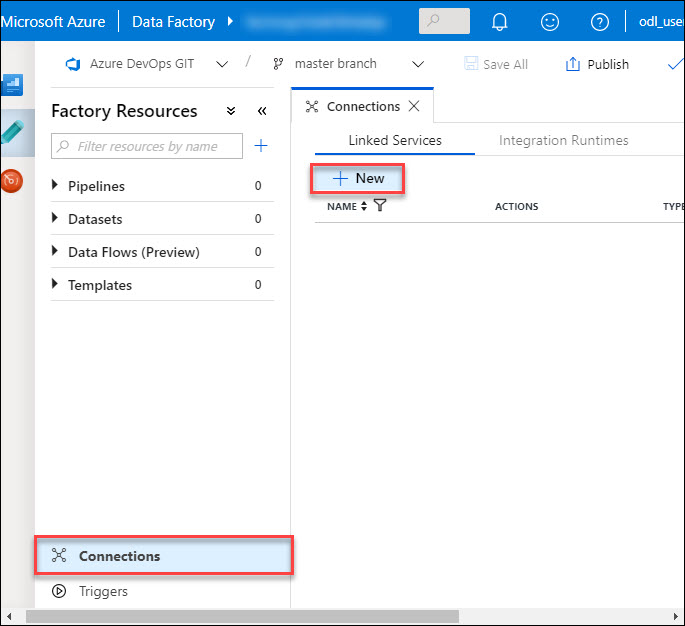 Microsoft Azure | Data Factory odl_user
Azure DevOps GIT / master branch Save All Publish
Factory Resources
Connections
Filter resources by name
Linked Services Integration Runtimes
New
Pipelines 0
NAME ACTIONS TYPE
Datasets 0
Data Flows (Preview) 0
Templates 0
Connections
Triggers